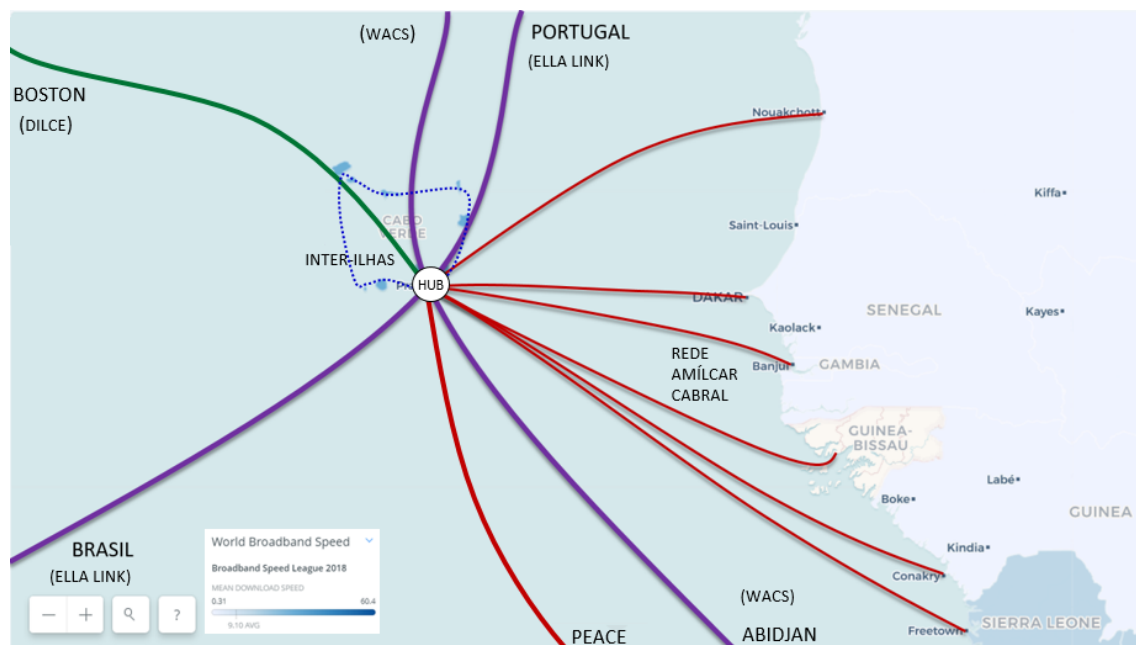 (WACS)
PORTUGAL
(ELLA LINK)
BOSTON
(DILCE)
Nouakchott
Kiffa
CABO
VERDE
Saint-Louis
INTER-ILHAS
HUB
DAKAR
SENEGAL
Kayes
Kaolack
REDE
AMÍLCAR
CABRAL
Banjul
GAMBIA
GUINEA-
BISSAU
Labé
Boke
GUINEA
Kindia
Conakry
BRASIL
(ELLA LINK)
World Broadband Speed
Broadband Speed League 2018
MEAN DOWNLOAD SPEED
0.31 60.4
9.10 AVG
− + ?
(WACS)
ABIDJAN
PEACE
Freetown
SIERRA LEONE